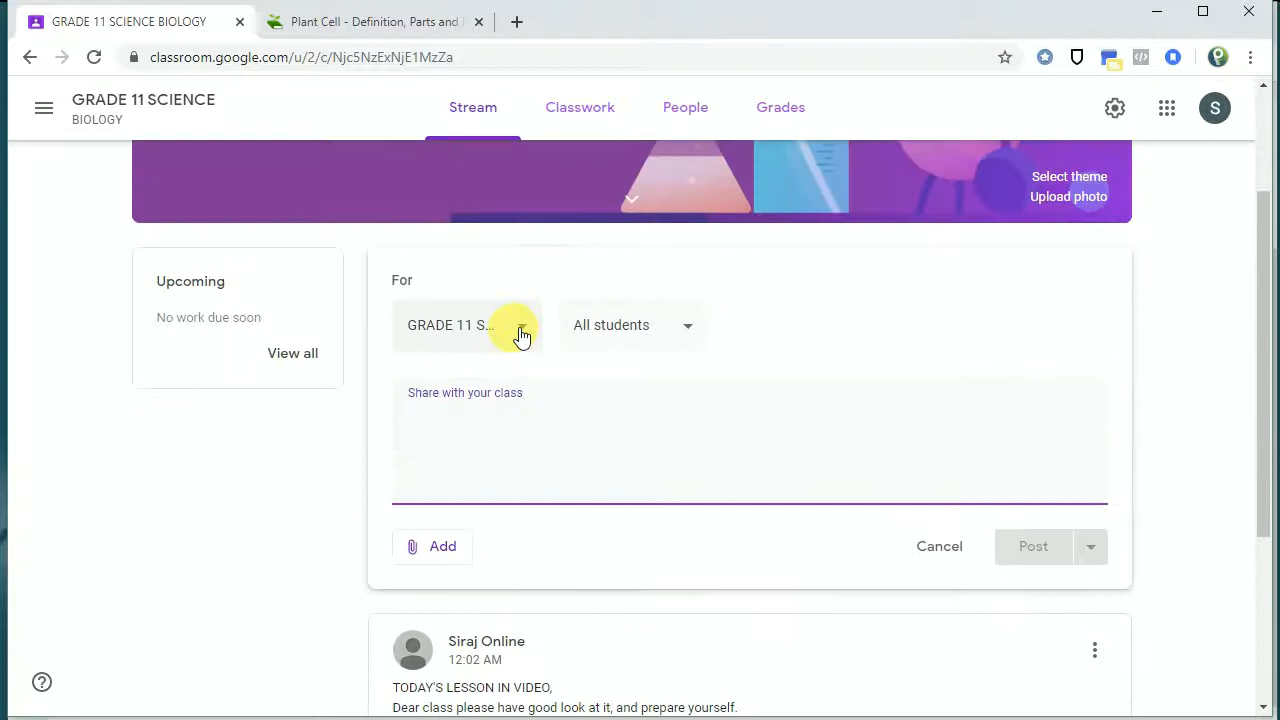 GRADE 11 SCIENCE BIOLOGY
Plant Cell - Definition, Parts and
classroom.google.com/u/2/c/Njc5NzExNjE1MzZa
GRADE 11 SCIENCE
BIOLOGY
Stream
Classwork
People
Grades
S
Select theme
Upload photo
Upcoming
No work due soon
View all
For
GRADE 11 S...
All students
Share with your class
Add
Cancel
Post
Siraj Online
12:02 AM
TODAY'S LESSON IN VIDEO,
Dear class please have good look at it, and prepare yourself.